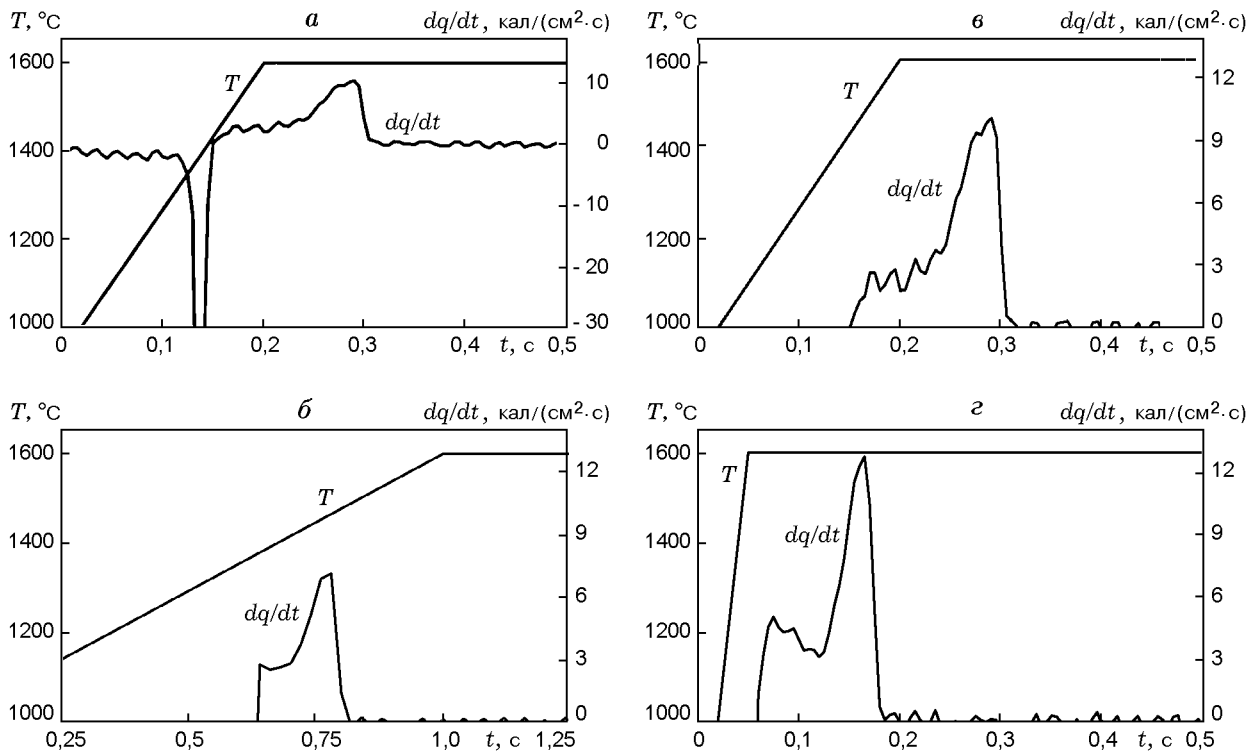 T, °C а dq/dt, кал/(см²·с)
1600
1400
1200
1000
10
0
- 10
- 20
- 30
T
dq/dt
0 0,1 0,2 0,3 0,4 t, с 0,5
T, °C в dq/dt, кал/(см²·с)
1600
1400
1200
1000
12
9
6
3
0
T
dq/dt
0 0,1 0,2 0,3 0,4 t, с 0,5
T, °C б dq/dt, кал/(см²·с)
1600
1400
1200
1000
12
9
6
3
0
T
dq/dt
0,25 0,5 0,75 1,0 t, с 1,25
T, °C г dq/dt, кал/(см²·с)
1600
1400
1200
1000
12
9
6
3
0
T
dq/dt
0 0,1 0,2 0,3 0,4 t, с 0,5